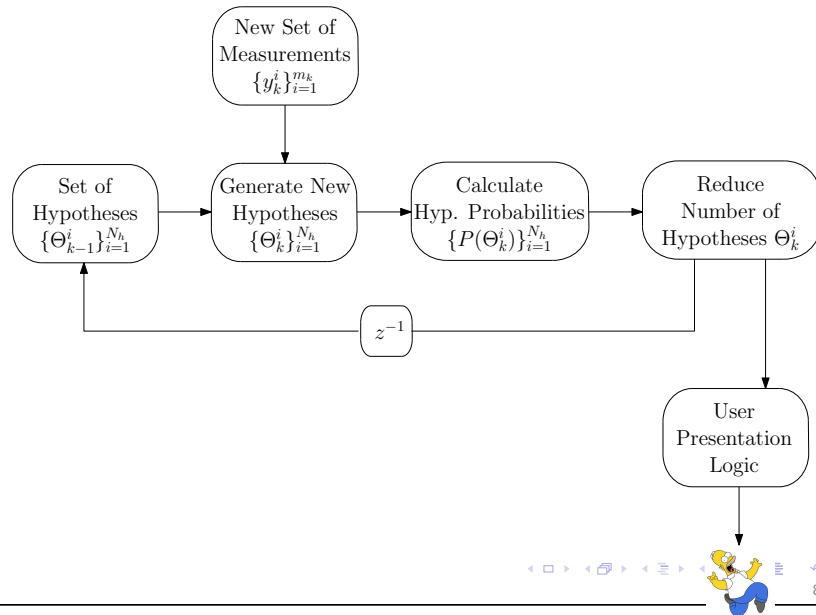 New Set of
Measurements
{y_k^i}_{i=1}^{m_k}
Set of
Hypotheses
{Θ_{k-1}^i}_{i=1}^{N_h}
Generate New
Hypotheses
{Θ_k^i}_{i=1}^{N_h}
Calculate
Hyp. Probabilities
{P(Θ_k^i)}_{i=1}^{N_h}
Reduce
Number of
Hypotheses Θ_k^i
z^{-1}
User
Presentation
Logic